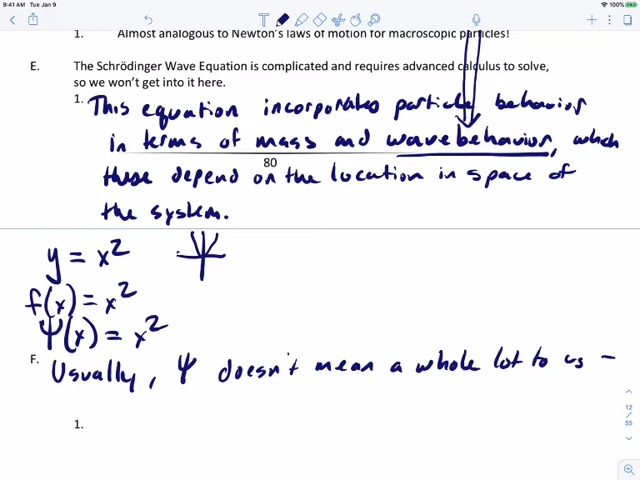 9:41 AM Tue Jan 9
100%
1. Almost analogous to Newton's laws of motion for macroscopic particles!
E. The Schrödinger Wave Equation is complicated and requires advanced calculus to solve,
so we won't get into it here.
1. This equation incorporates particle behavior
in terms of mass and wave behavior, which
80
these depend on the location in space of
the system.
y = x²
f(x) = x²
Ψ(x) = x²
F. Usually, Ψ doesn't mean a whole lot to us –
1.
12
/
55